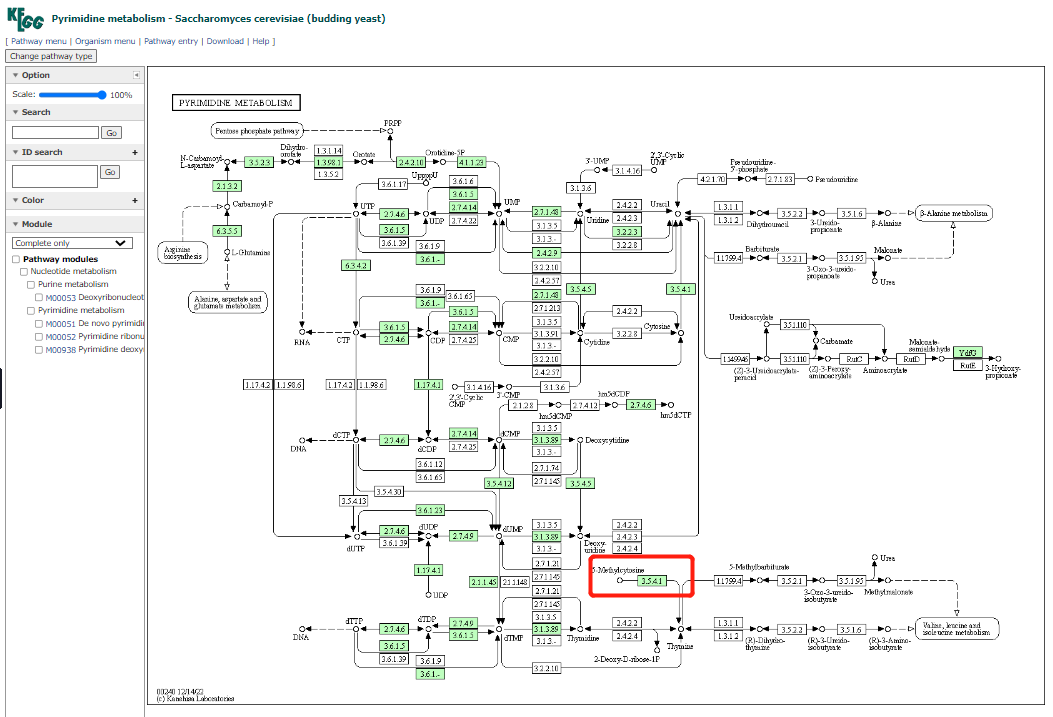 KEGG
Pyrimidine metabolism - Saccharomyces cerevisiae (budding yeast)
[ Pathway menu | Organism menu | Pathway entry | Download | Help ]
Change pathway type
Option
Scale: 100%
Search
Go
ID search +
Go
Color +
Module
Complete only
Pathway modules
Nucleotide metabolism
Purine metabolism
M00053 Deoxyribonucleot
Pyrimidine metabolism
M00051 De novo pyrimidi
M00052 Pyrimidine ribonu
M00938 Pyrimidine deoxy
PYRIMIDINE METABOLISM
Pentose phosphate pathway
PRPP
N-Carbamoyl-
L-aspartate
3.5.2.3
Dihydro-
orotate
1.3.1.14
1.3.98.1
1.3.5.2
Orotate
2.4.2.10
Orotidine-5P
4.1.1.23
2.1.3.2
Carbamoyl-P
Arginine
biosynthesis
6.3.5.5
L-Glutamine
Alanine, aspartate and
glutamate metabolism
3'-UMP
3.1.4.16
2',3'-Cyclic
UMP
3.1.3.6
4.2.1.70
Pseudouridine-
5'-phosphate
2.7.1.83
Pseudouridine
3.6.1.17
UppppU
UTP
2.7.4.6
3.6.1.5
3.6.1.39
UDP
3.6.1.6
3.6.1.5
2.7.4.14
2.7.4.22
UMP
3.6.1.9
3.6.1.-
2.7.1.48
3.1.3.5
3.1.3.-
2.4.2.9
Uridine
2.4.2.2
2.4.2.3
3.2.2.3
3.2.2.8
Uracil
1.3.1.1
1.3.1.2
Dihydrouracil
3.5.2.2
3-Ureido-
propionate
3.5.1.6
β-Alanine
β-Alanine metabolism
1.17.99.4
Barbiturate
3.5.2.1
3-Oxo-3-ureido-
propionate
3.5.1.95
Malonate
Urea
6.3.4.2
3.2.2.10
2.4.2.57
3.5.4.5
3.5.4.1
RNA
CTP
3.6.1.5
2.7.4.6
CDP
3.6.1.9
3.6.1.-
3.6.1.65
3.6.1.5
2.7.4.14
2.7.4.25
CMP
2.7.1.48
2.7.1.213
3.1.3.5
3.1.3.91
3.1.3.-
3.2.2.10
2.4.2.57
Cytidine
2.4.2.2
3.2.2.8
Cytosine
1.14.99.46
Ureidoacrylate
3.5.1.110
(Z)-3-Ureidoacrylate-
peracid
3.5.1.110
Carbamate
(Z)-3-Peroxy-
aminoacrylate
RutC
Aminoacrylate
RutD
Malonate-
semialdehyde
YdfG
RutE
3-Hydroxy-
propionate
1.17.4.2
1.1.98.6
1.17.4.2
1.1.98.6
1.17.4.1
2',3'-Cyclic
CMP
3.1.4.16
3'-CMP
3.1.3.6
2.1.2.8
hm5dCMP
2.7.4.12
hm5dCDP
2.7.4.6
hm5dCTP
DNA
dCTP
2.7.4.6
dCDP
2.7.4.14
2.7.4.25
dCMP
3.1.3.5
3.1.3.89
3.1.3.-
Deoxycytidine
3.6.1.12
3.6.1.65
2.7.1.74
2.7.1.145
3.5.4.30
3.5.4.13
3.5.4.12
3.5.4.5
3.6.1.23
dUTP
2.7.4.6
3.6.1.39
dUDP
2.7.4.9
dUMP
3.1.3.5
3.1.3.89
3.1.3.-
Deoxy-
uridine
2.4.2.2
2.4.2.3
2.4.2.4
1.17.4.1
UDP
2.1.1.45
2.1.1.148
2.7.1.21
2.7.1.145
5-Methylcytosine
3.5.4.1
1.17.99.4
5-Methylbarbiturate
3.5.2.1
3-Oxo-3-ureido-
isobutyrate
3.5.1.95
Urea
Methylmalonate
2.7.1.21
2.7.1.145
DNA
dTTP
2.7.4.6
3.6.1.5
3.6.1.39
dTDP
2.7.4.9
3.6.1.5
3.6.1.9
3.6.1.-
dTMP
3.1.3.5
3.1.3.89
3.1.3.-
3.2.2.10
Thymidine
2.4.2.2
2.4.2.4
2-Deoxy-D-ribose-1P
Thymine
1.3.1.1
1.3.1.2
(R)-Dihydro-
thymine
3.5.2.2
(R)-3-Ureido-
isobutyrate
3.5.1.6
(R)-3-Amino-
isobutyrate
Valine, leucine and
isoleucine metabolism
00240 12/14/22
(c) Kanehisa Laboratories